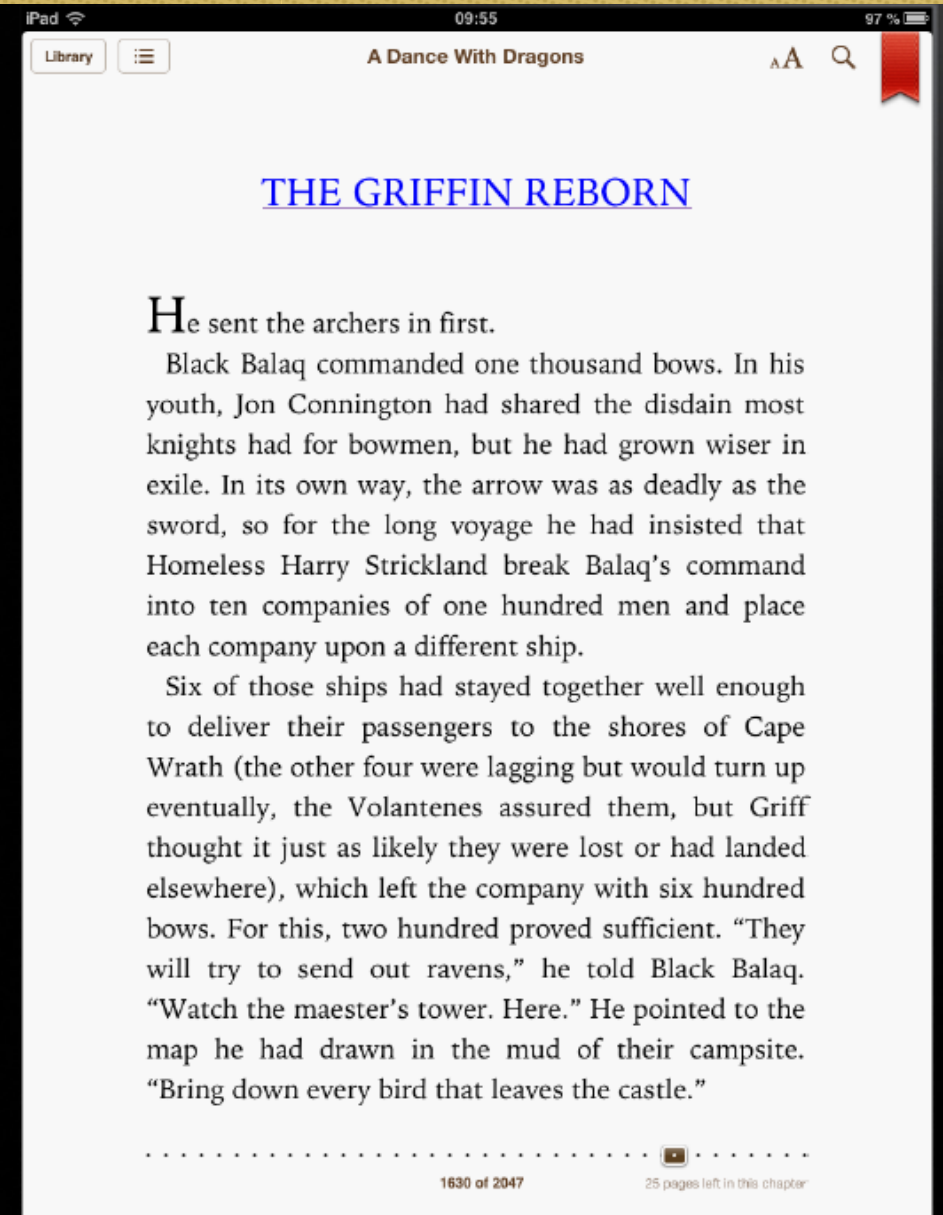 iPad 09:55 97 %
Library A Dance With Dragons AA
THE GRIFFIN REBORN
He sent the archers in first.
Black Balaq commanded one thousand bows. In his
youth, Jon Connington had shared the disdain most
knights had for bowmen, but he had grown wiser in
exile. In its own way, the arrow was as deadly as the
sword, so for the long voyage he had insisted that
Homeless Harry Strickland break Balaq’s command
into ten companies of one hundred men and place
each company upon a different ship.
Six of those ships had stayed together well enough
to deliver their passengers to the shores of Cape
Wrath (the other four were lagging but would turn up
eventually, the Volantenes assured them, but Griff
thought it just as likely they were lost or had landed
elsewhere), which left the company with six hundred
bows. For this, two hundred proved sufficient. “They
will try to send out ravens,” he told Black Balaq.
“Watch the maester’s tower. Here.” He pointed to the
map he had drawn in the mud of their campsite.
“Bring down every bird that leaves the castle.”
1630 of 2047 25 pages left in this chapter